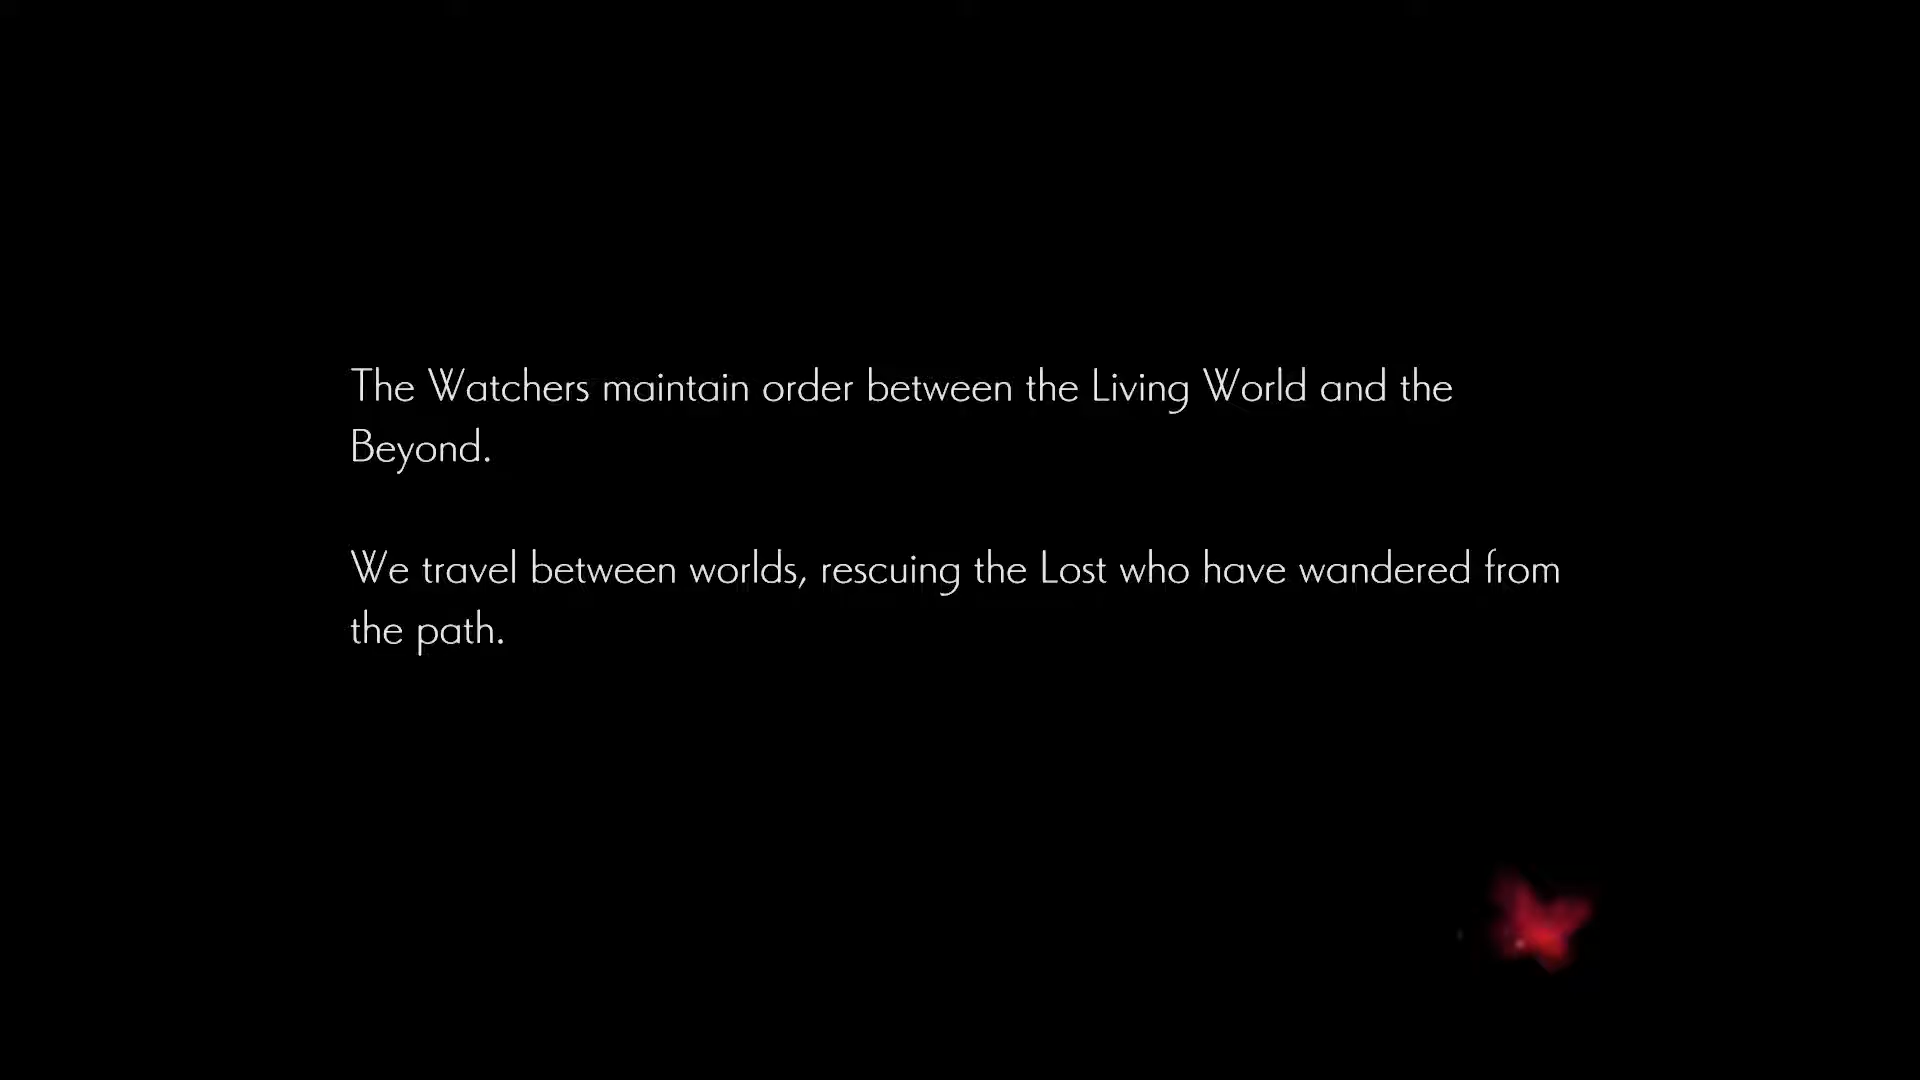 The Watchers maintain order between the Living World and the
Beyond.
We travel between worlds, rescuing the Lost who have wandered from
the path.